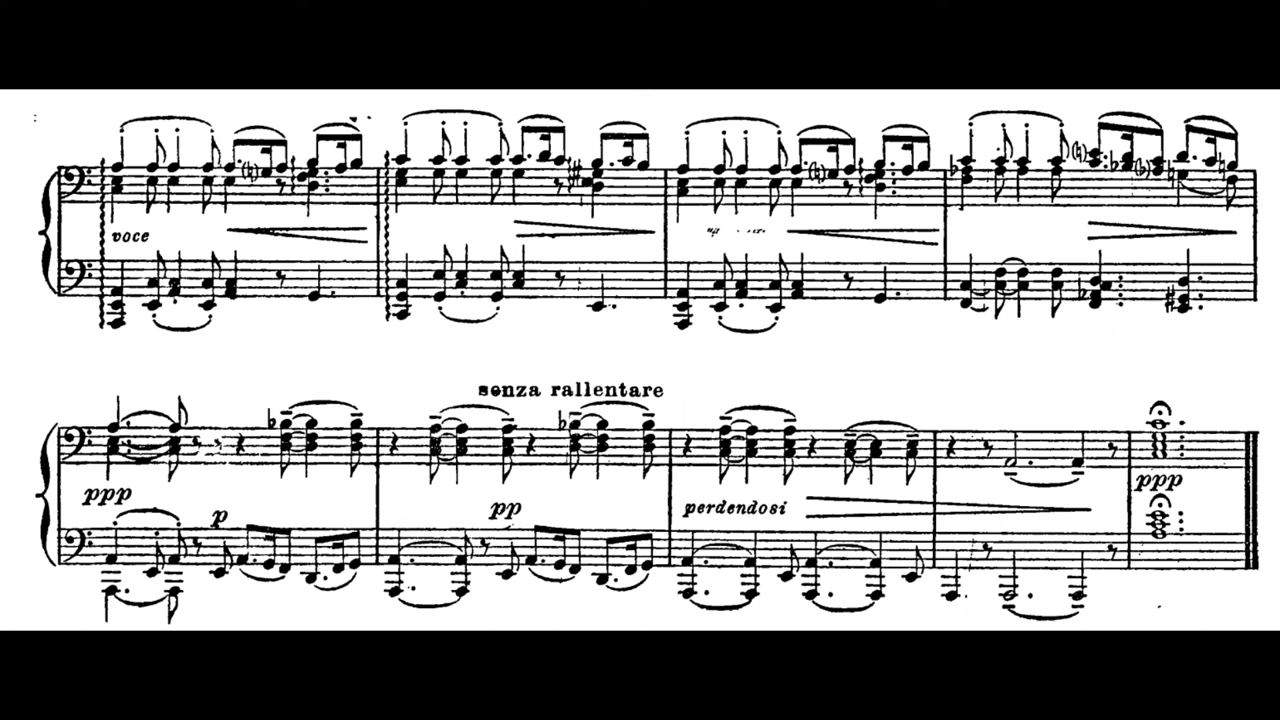 voce
senza rallentare
ppp
p
pp
perdendosi
ppp